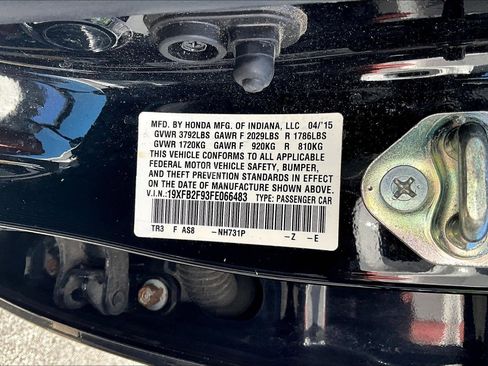 MFD. BY HONDA MFG. OF INDIANA, LLC 04/'15
GVWR 3792LBS GAWR F 2029LBS R 1786LBS
GVWR 1720KG GAWR F 920KG R 810KG
THIS VEHICLE CONFORMS TO ALL APPLICABLE
FEDERAL MOTOR VEHICLE SAFETY, BUMPER,
AND THEFT PREVENTION STANDARDS IN EFFECT
ON THE DATE OF MANUFACTURE SHOWN ABOVE.
V.I.N.:19XFB2F93FE066483 TYPE: PASSENGER CAR
TR3 F AS8 -NH731P -Z -E